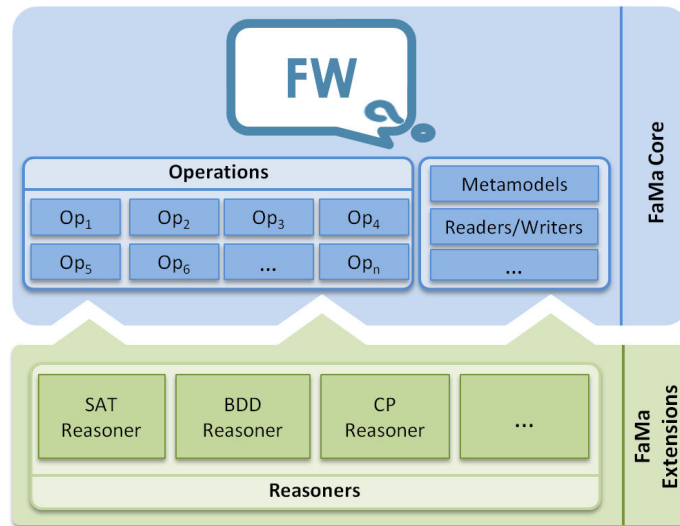 FW
FaMa Core
Operations
Op1 Op2 Op3 Op4
Op5 Op6 ... Opn
Metamodels
Readers/Writers
...
SAT
Reasoner
BDD
Reasoner
CP
Reasoner
...
Reasoners
FaMa
Extensions